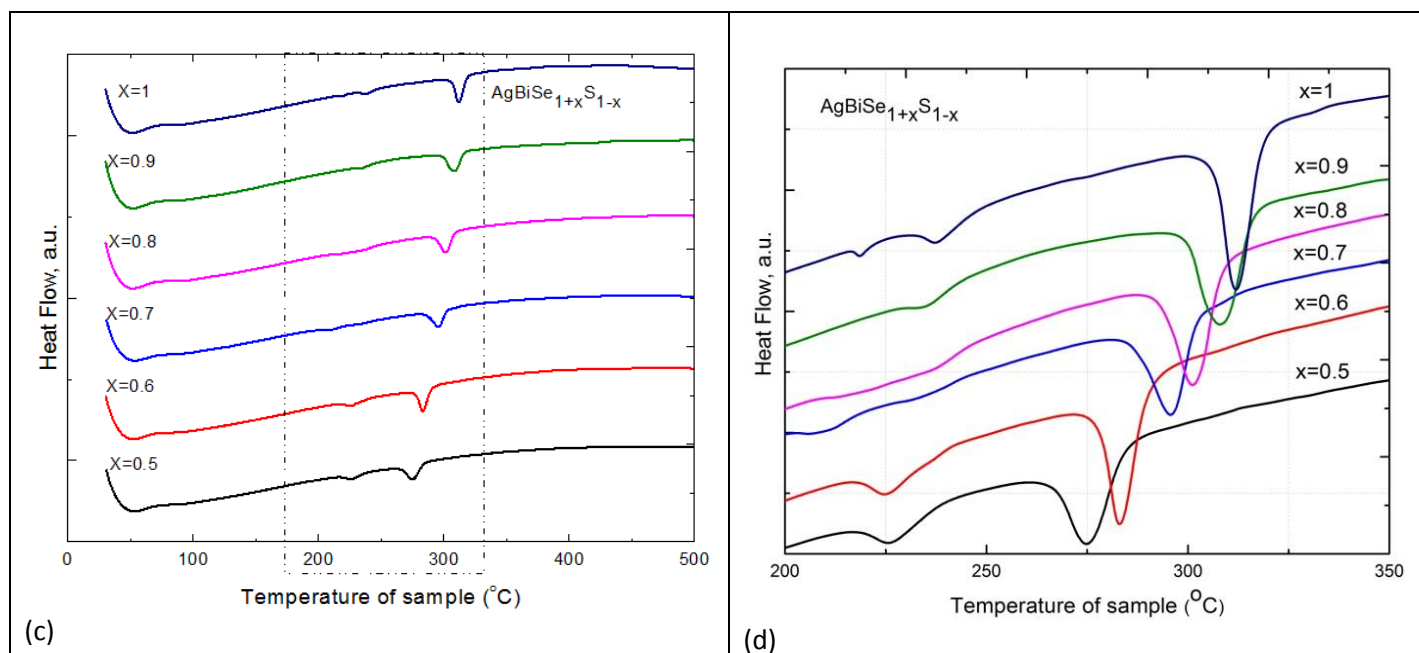 X=1
AgBiSe1+xS1-x
X=0.9
X=0.8
X=0.7
X=0.6
X=0.5
Heat Flow, a.u.
0 100 200 300 400 500
Temperature of sample (°C)
(c)
AgBiSe1+xS1-x
x=1
x=0.9
x=0.8
x=0.7
x=0.6
x=0.5
Heat Flow, a.u.
200 250 300 350
Temperature of sample (°C)
(d)